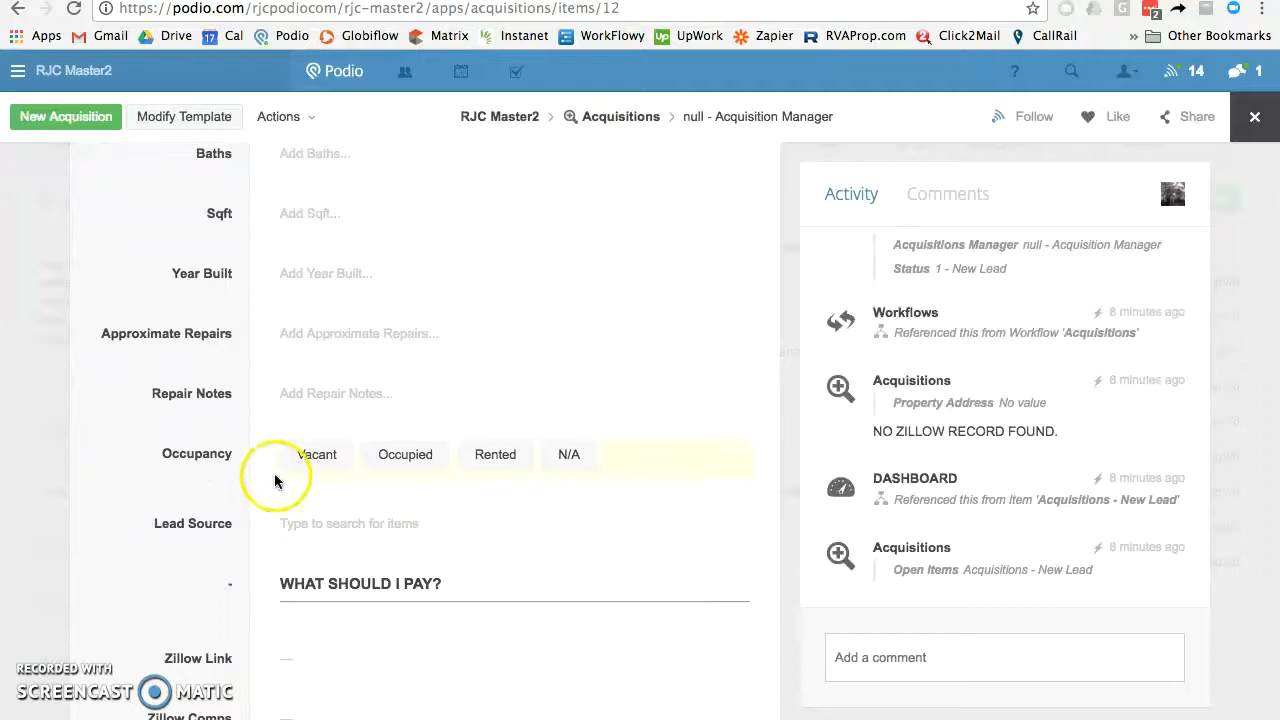 https://podio.com/rjcpodiocom/rjc-master2/apps/acquisitions/items/12
2
Apps Gmail Drive 17 Cal Podio Globiflow Matrix Instanet WorkFlowy Up UpWork Zapier R RVAProp.com Click2Mail CallRail » Other Bookmarks
RJC Master2 Podio ? 14 1
New Acquisition Modify Template Actions RJC Master2 > Acquisitions > null - Acquisition Manager Follow Like Share
Baths Add Baths...
Sqft Add Sqft...
Year Built Add Year Built...
Approximate Repairs Add Approximate Repairs...
Repair Notes Add Repair Notes...
Occupancy Vacant Occupied Rented N/A
Lead Source Type to search for items
- WHAT SHOULD I PAY?
Zillow Link —
Zillow Comps —
Activity Comments
Acquisitions Manager null - Acquisition Manager
Status 1 - New Lead
Workflows 8 minutes ago
Referenced this from Workflow 'Acquisitions'
Acquisitions 6 minutes ago
Property Address No value
NO ZILLOW RECORD FOUND.
DASHBOARD 8 minutes ago
Referenced this from Item 'Acquisitions - New Lead'
Acquisitions 8 minutes ago
Open Items Acquisitions - New Lead
Add a comment
RECORDED WITH
SCREENCAST MATIC